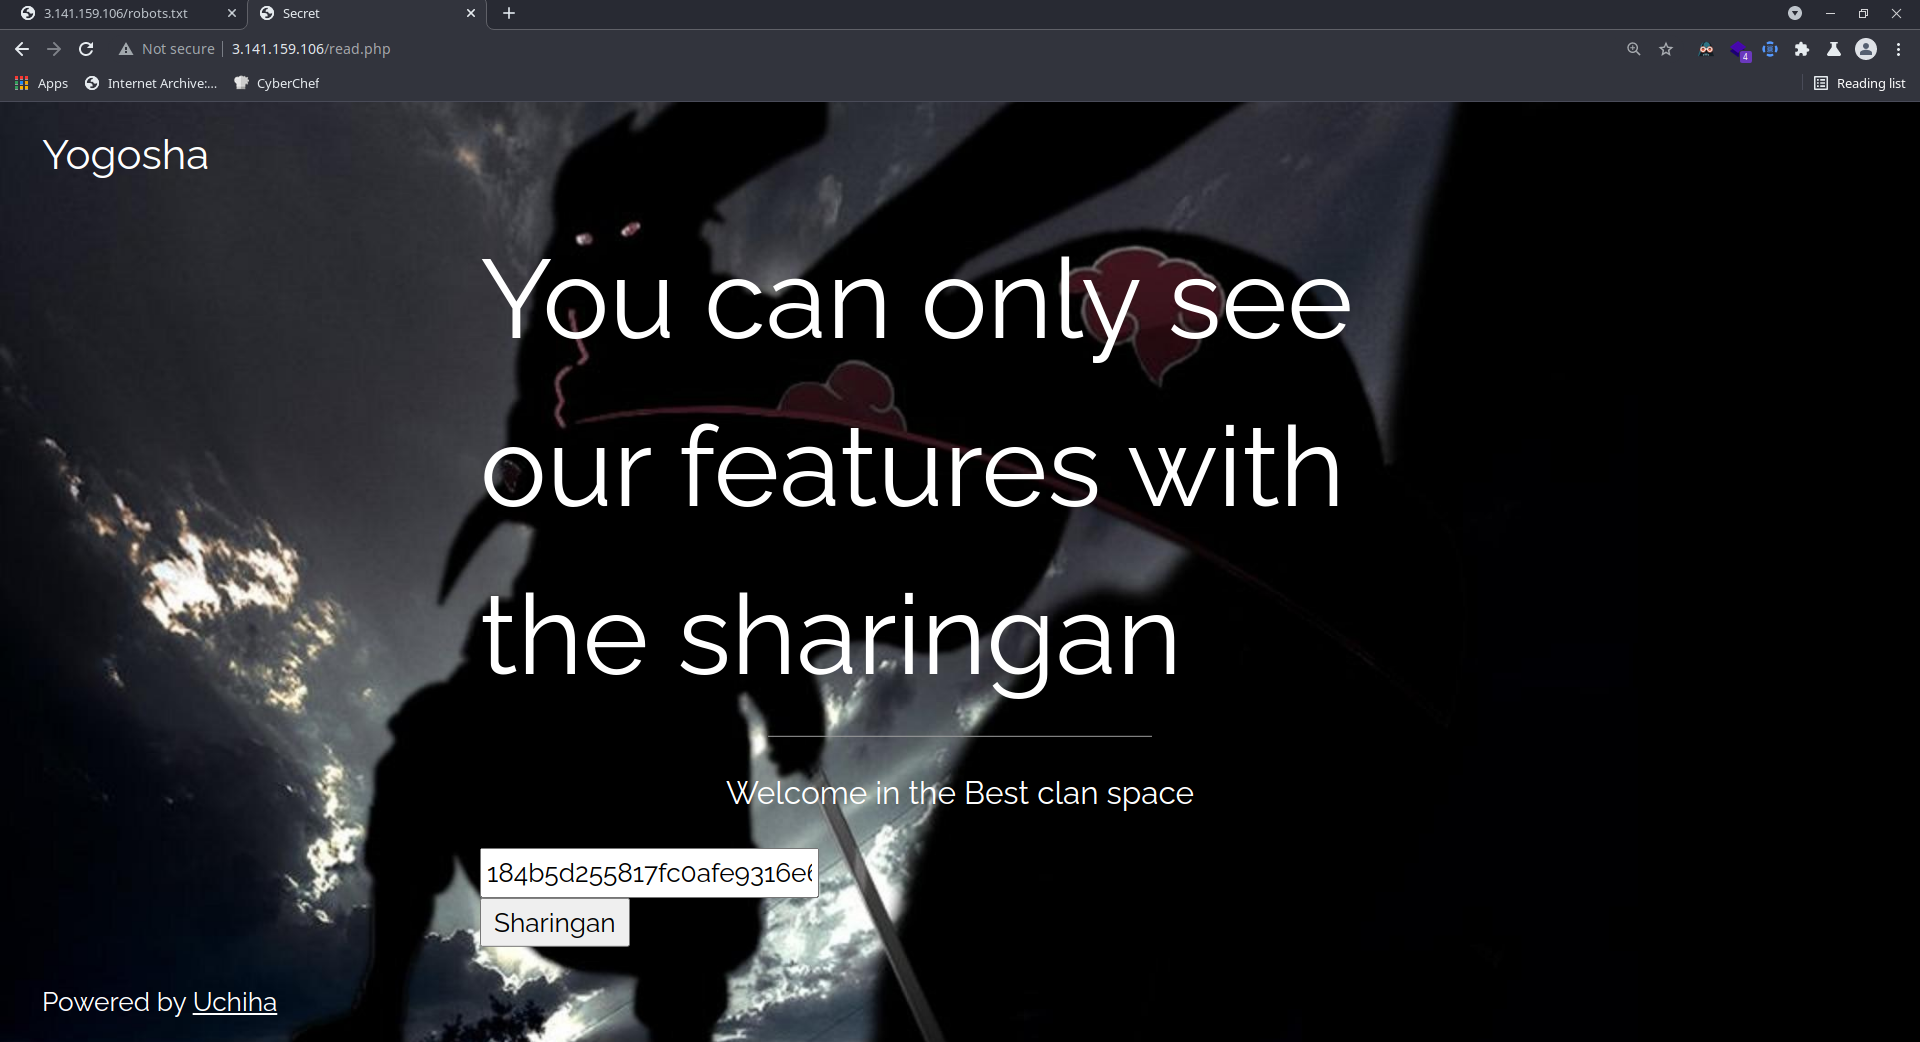 3.141.159.106/robots.txt
Secret
Not secure
3.141.159.106/read.php
4
Apps
Internet Archive:...
CyberChef
Reading list
Yogosha
You can only see
our features with
the sharingan
Welcome in the Best clan space
184b5d255817fc0afe9316e6
Sharingan
Powered by Uchiha